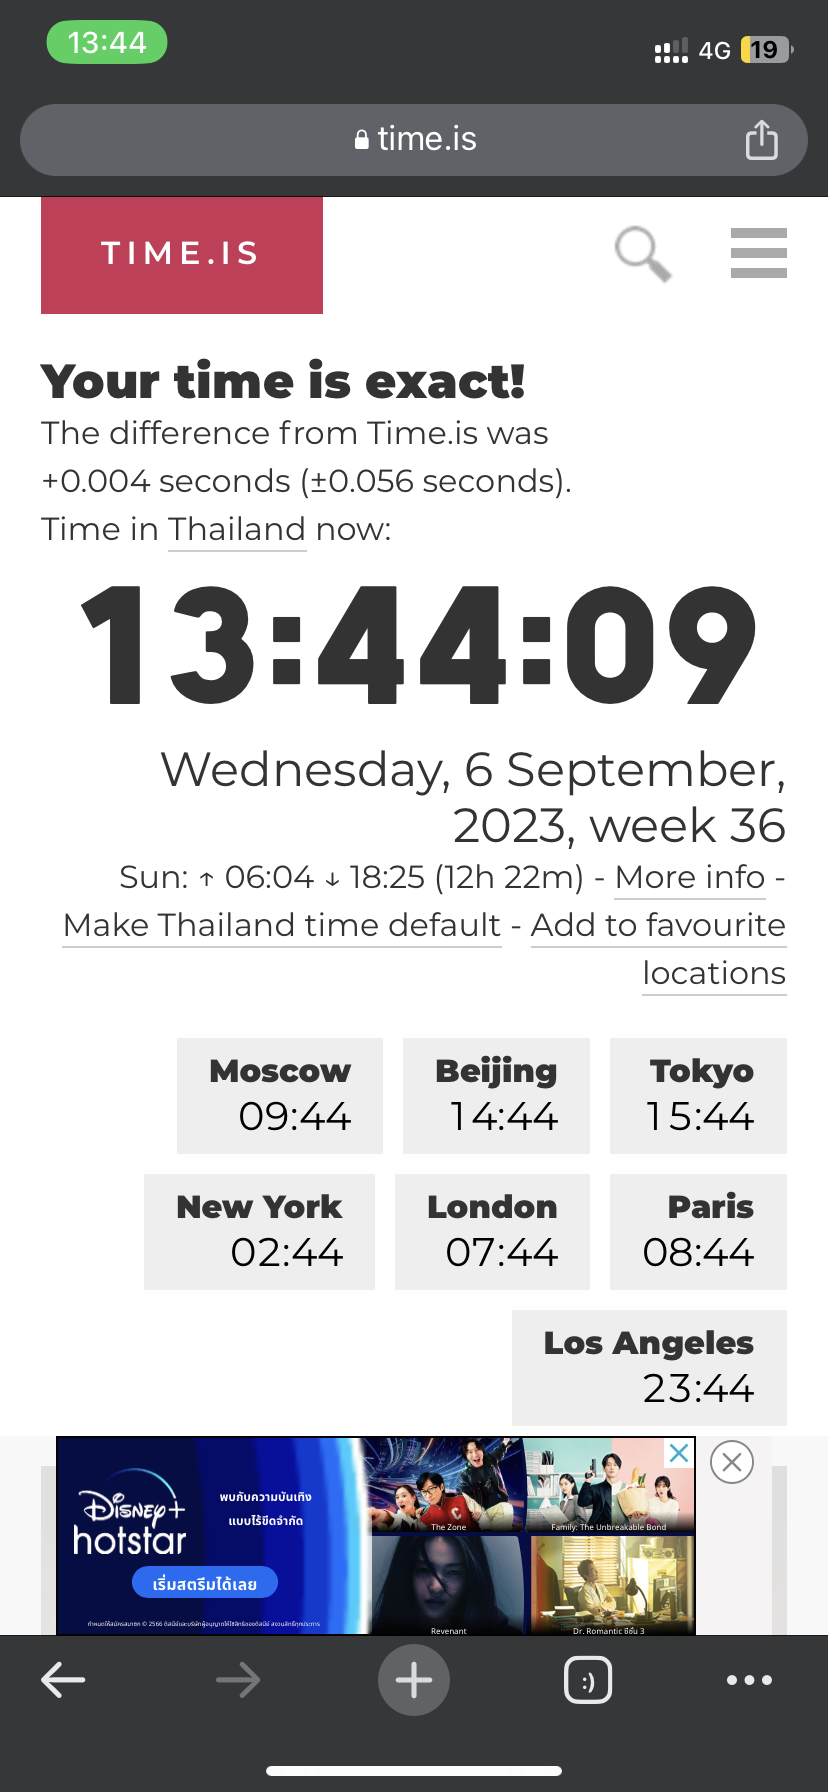 13:44
4G 19
time.is
TIME.IS
Your time is exact!
The difference from Time.is was
+0.004 seconds (±0.056 seconds).
Time in Thailand now:
13:44:09
Wednesday, 6 September,
2023, week 36
Sun: ↑ 06:04 ↓ 18:25 (12h 22m) - More info -
Make Thailand time default - Add to favourite
locations
Moscow
09:44
Beijing
14:44
Tokyo
15:44
New York
02:44
London
07:44
Paris
08:44
Los Angeles
23:44
Disney+
hotstar
พบกับความบันเทิง
แบบไร้ขีดจำกัด
เริ่มสตรีมได้เลย
The Zone
Family: The Unbreakable Bond
Revenant
Dr. Romantic ซีซั่น 3
:)